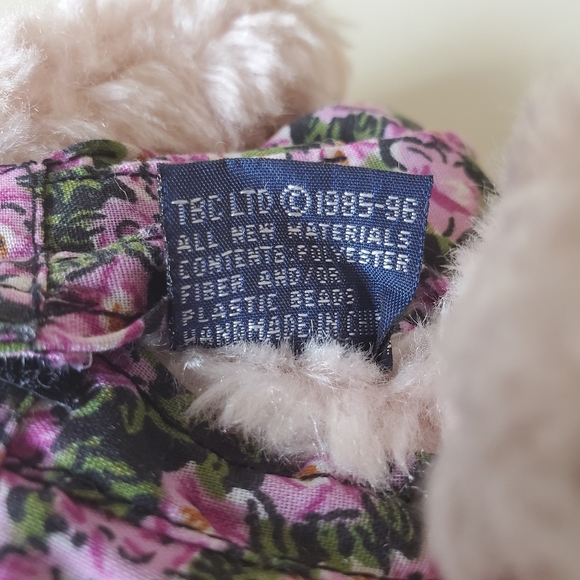 TBC LTD © 1985-96
ALL NEW MATERIALS
CONTENTS POLYESTER
FIBER AND/OR
PLASTIC BEADS
HANDMADE IN